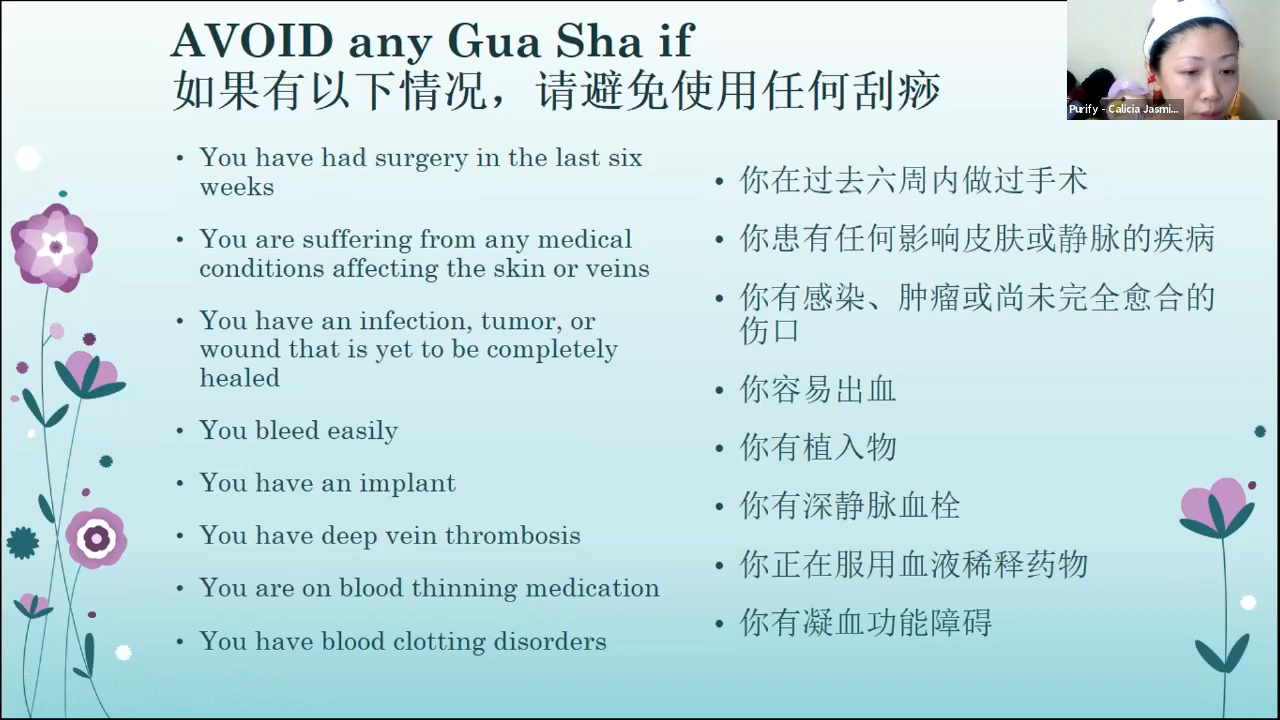 AVOID any Gua Sha if
如果有以下情况，请避免使用任何刮痧
• You have had surgery in the last six
weeks
• You are suffering from any medical
conditions affecting the skin or veins
• You have an infection, tumor, or
wound that is yet to be completely
healed
• You bleed easily
• You have an implant
• You have deep vein thrombosis
• You are on blood thinning medication
• You have blood clotting disorders
• 你在过去六周内做过手术
• 你患有任何影响皮肤或静脉的疾病
• 你有感染、肿瘤或尚未完全愈合的
伤口
• 你容易出血
• 你有植入物
• 你有深静脉血栓
• 你正在服用血液稀释药物
• 你有凝血功能障碍
Purify - Calicia Jasmi...